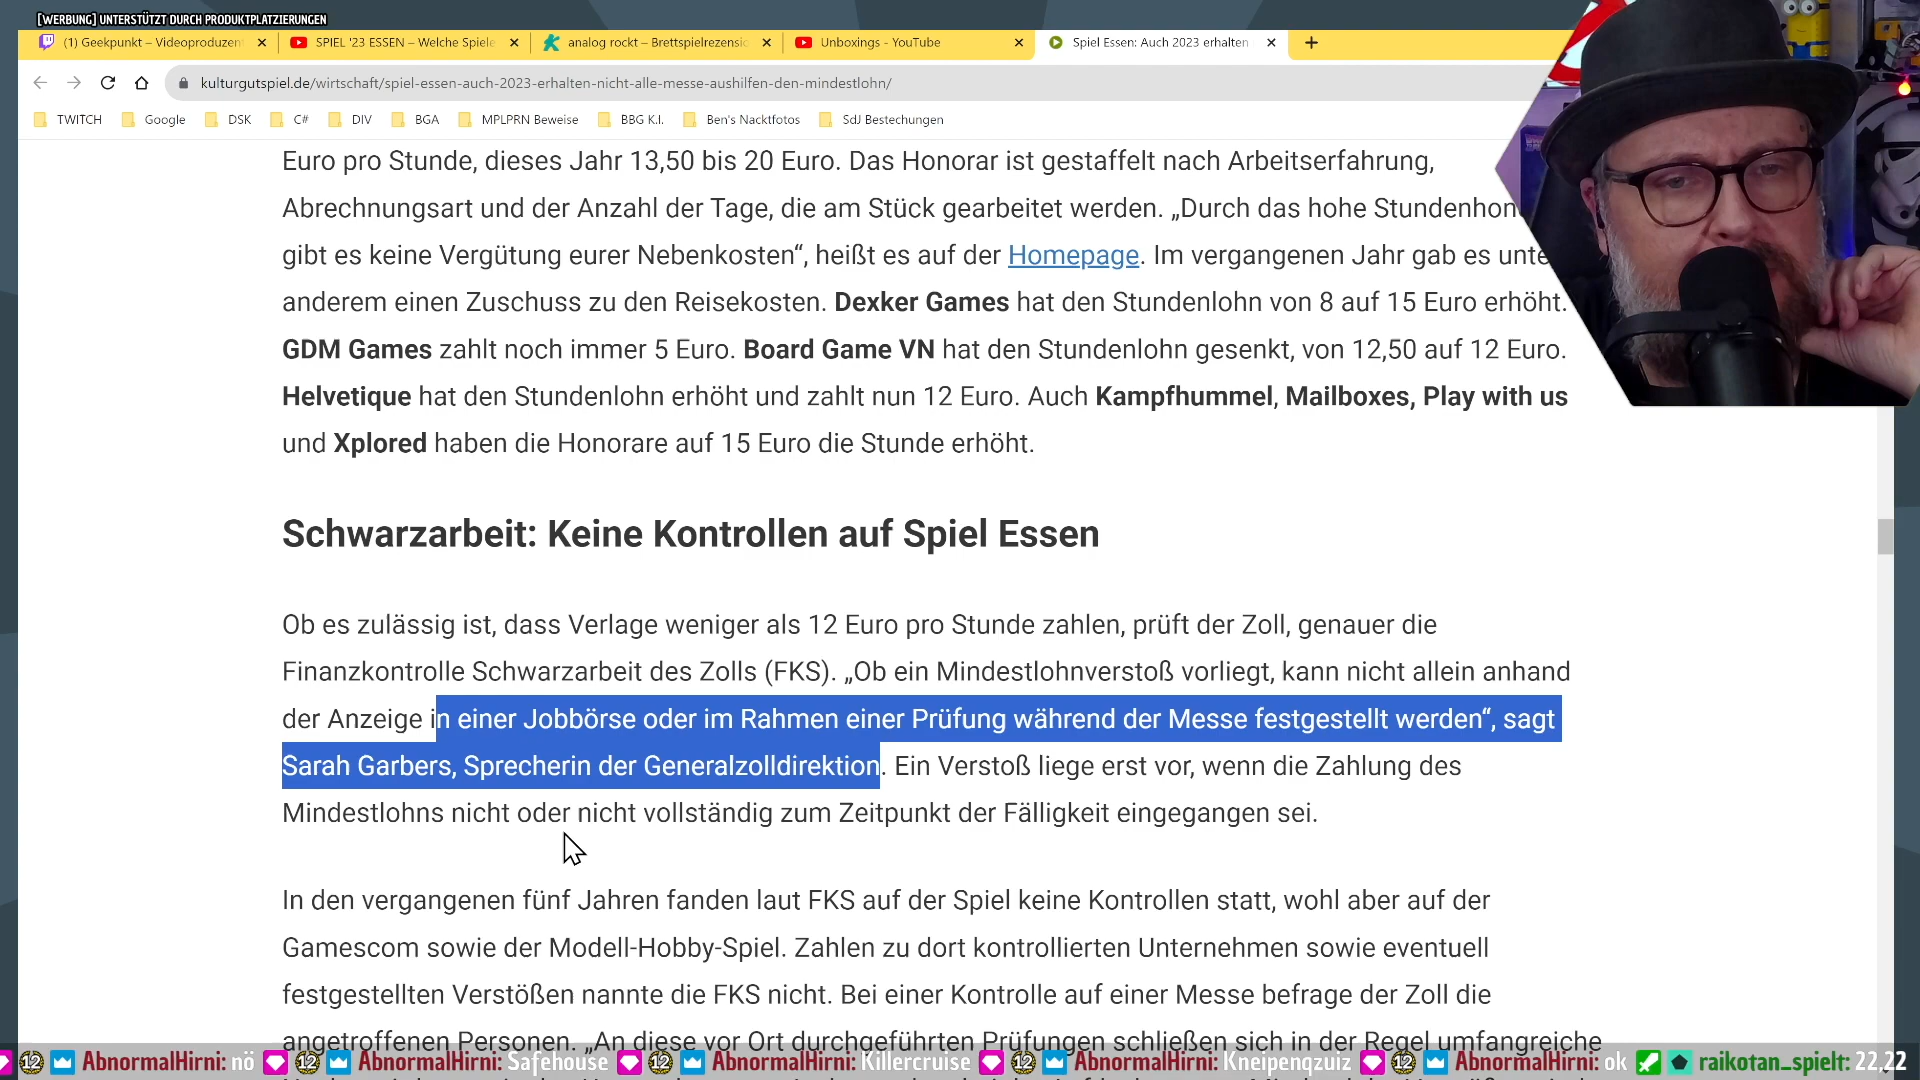 [WERBUNG] UNTERSTÜTZT DURCH PRODUKTPLATZIERUNGEN
(1) Geekpunkt – Videoproduzent
SPIEL '23 ESSEN – Welche Spiele
analog rockt – Brettspielrezensio
Unboxings - YouTube
Spiel Essen: Auch 2023 erhalten
kulturgutspiel.de/wirtschaft/spiel-essen-auch-2023-erhalten-nicht-alle-messe-aushilfen-den-mindestlohn/
TWITCH Google DSK C# DIV BGA MPLPRN Beweise BBG K.I. Ben's Nacktfotos SdJ Bestechungen
Euro pro Stunde, dieses Jahr 13,50 bis 20 Euro. Das Honorar ist gestaffelt nach Arbeitserfahrung,
Abrechnungsart und der Anzahl der Tage, die am Stück gearbeitet werden. „Durch das hohe Stundenhon
gibt es keine Vergütung eurer Nebenkosten“, heißt es auf der Homepage. Im vergangenen Jahr gab es unte
anderem einen Zuschuss zu den Reisekosten. Dexker Games hat den Stundenlohn von 8 auf 15 Euro erhöht.
GDM Games zahlt noch immer 5 Euro. Board Game VN hat den Stundenlohn gesenkt, von 12,50 auf 12 Euro.
Helvetique hat den Stundenlohn erhöht und zahlt nun 12 Euro. Auch Kampfhummel, Mailboxes, Play with us
und Xplored haben die Honorare auf 15 Euro die Stunde erhöht.
Schwarzarbeit: Keine Kontrollen auf Spiel Essen
Ob es zulässig ist, dass Verlage weniger als 12 Euro pro Stunde zahlen, prüft der Zoll, genauer die
Finanzkontrolle Schwarzarbeit des Zolls (FKS). „Ob ein Mindestlohnverstoß vorliegt, kann nicht allein anhand
der Anzeige in einer Jobbörse oder im Rahmen einer Prüfung während der Messe festgestellt werden“, sagt
Sarah Garbers, Sprecherin der Generalzolldirektion. Ein Verstoß liege erst vor, wenn die Zahlung des
Mindestlohns nicht oder nicht vollständig zum Zeitpunkt der Fälligkeit eingegangen sei.
In den vergangenen fünf Jahren fanden laut FKS auf der Spiel keine Kontrollen statt, wohl aber auf der
Gamescom sowie der Modell-Hobby-Spiel. Zahlen zu dort kontrollierten Unternehmen sowie eventuell
festgestellten Verstößen nannte die FKS nicht. Bei einer Kontrolle auf einer Messe befrage der Zoll die
angetroffenen Personen. „An diese vor Ort durchgeführten Prüfungen schließen sich in der Regel umfangreiche
12 AbnormalHirni: nö 12 AbnormalHirni: Safehouse 12 AbnormalHirni: Killercruise 12 AbnormalHirni: Kneipenqzuiz 12 AbnormalHirni: ok raikotan_spielt: 22,22